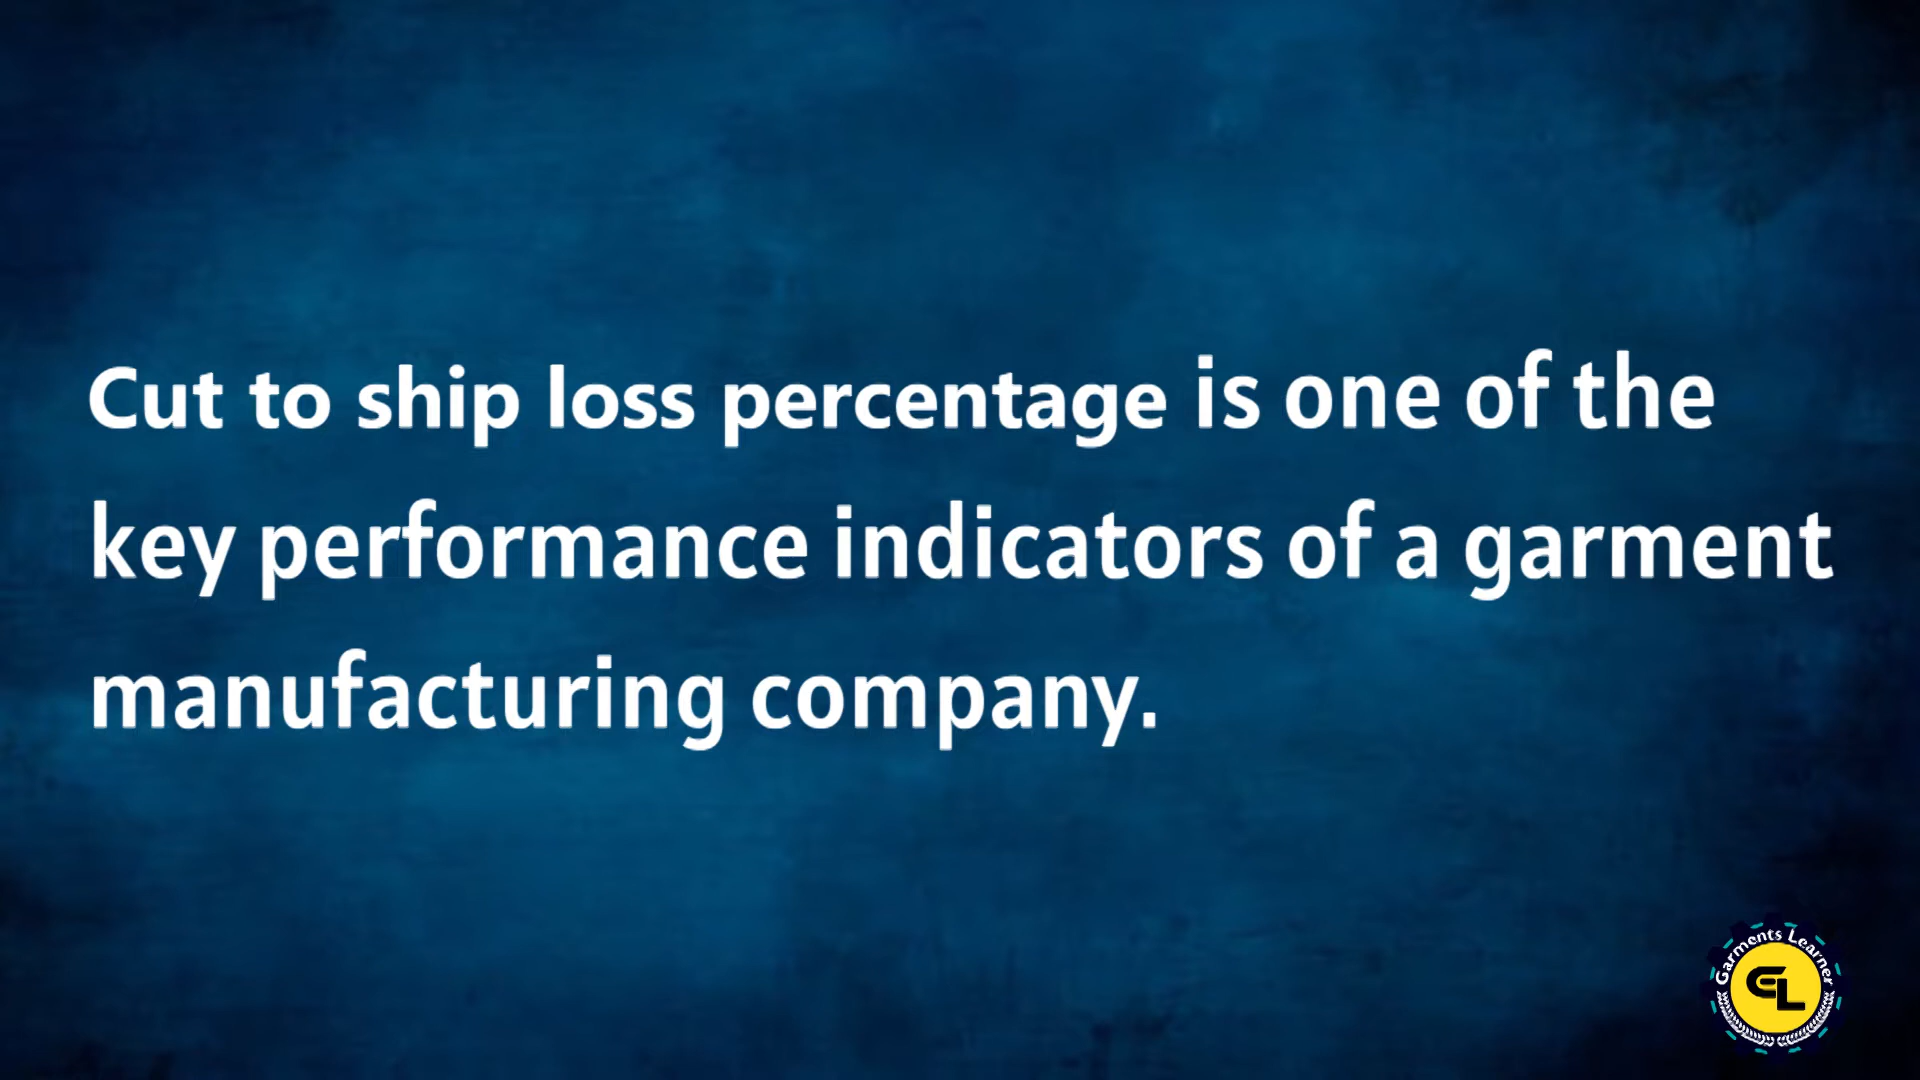 Cut to ship loss percentage is one of the
key performance indicators of a garment
manufacturing company.
Garments Learner
GL